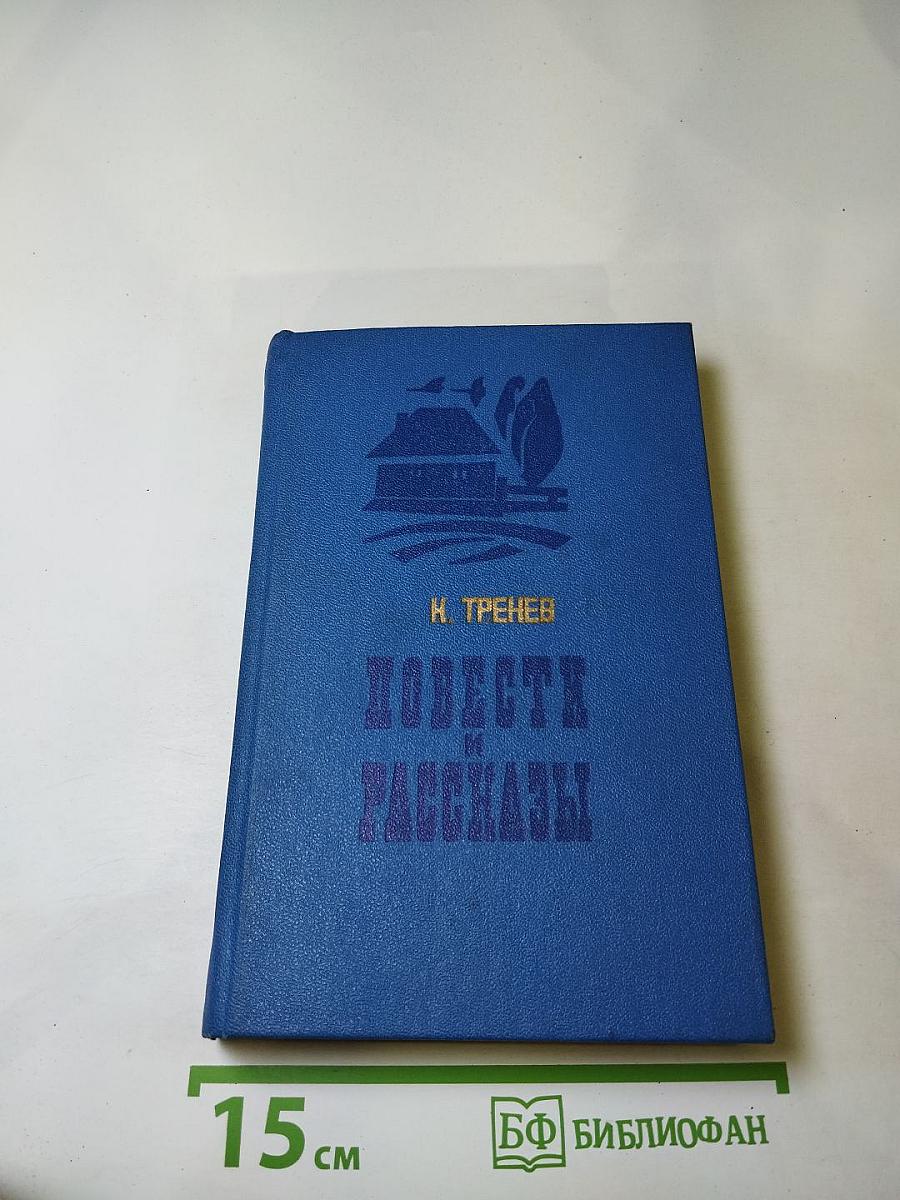 К. ТРЕНЕВ
ПОВЕСТИ
и
РАССКАЗЫ
15 см
БФ БИБЛИОФАН